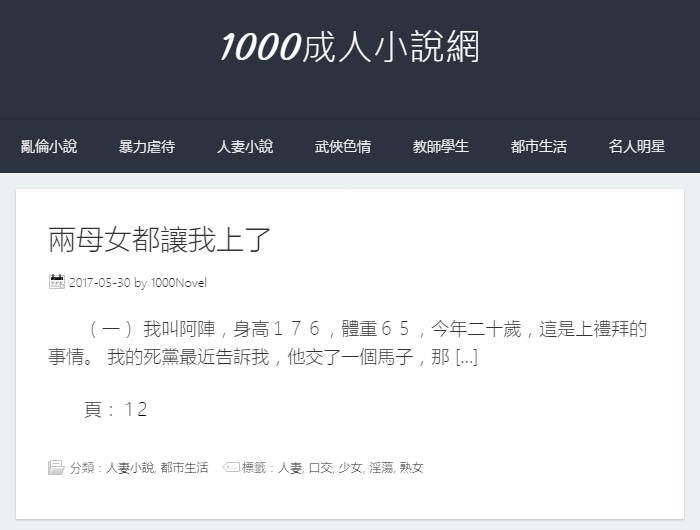 1000成人小說網
亂倫小說 暴力虐待 人妻小說 武俠色情 教師學生 都市生活 名人明星
兩母女都讓我上了
2017-05-30 by 1000Novel
（一） 我叫阿陣，身高１７６，體重６５，今年二十歲，這是上禮拜的
事情。 我的死黨最近告訴我，他交了一個馬子，那 [...]
頁：１２
分類：人妻小說, 都市生活 標籤：人妻, 口交, 少女, 淫蕩, 熟女